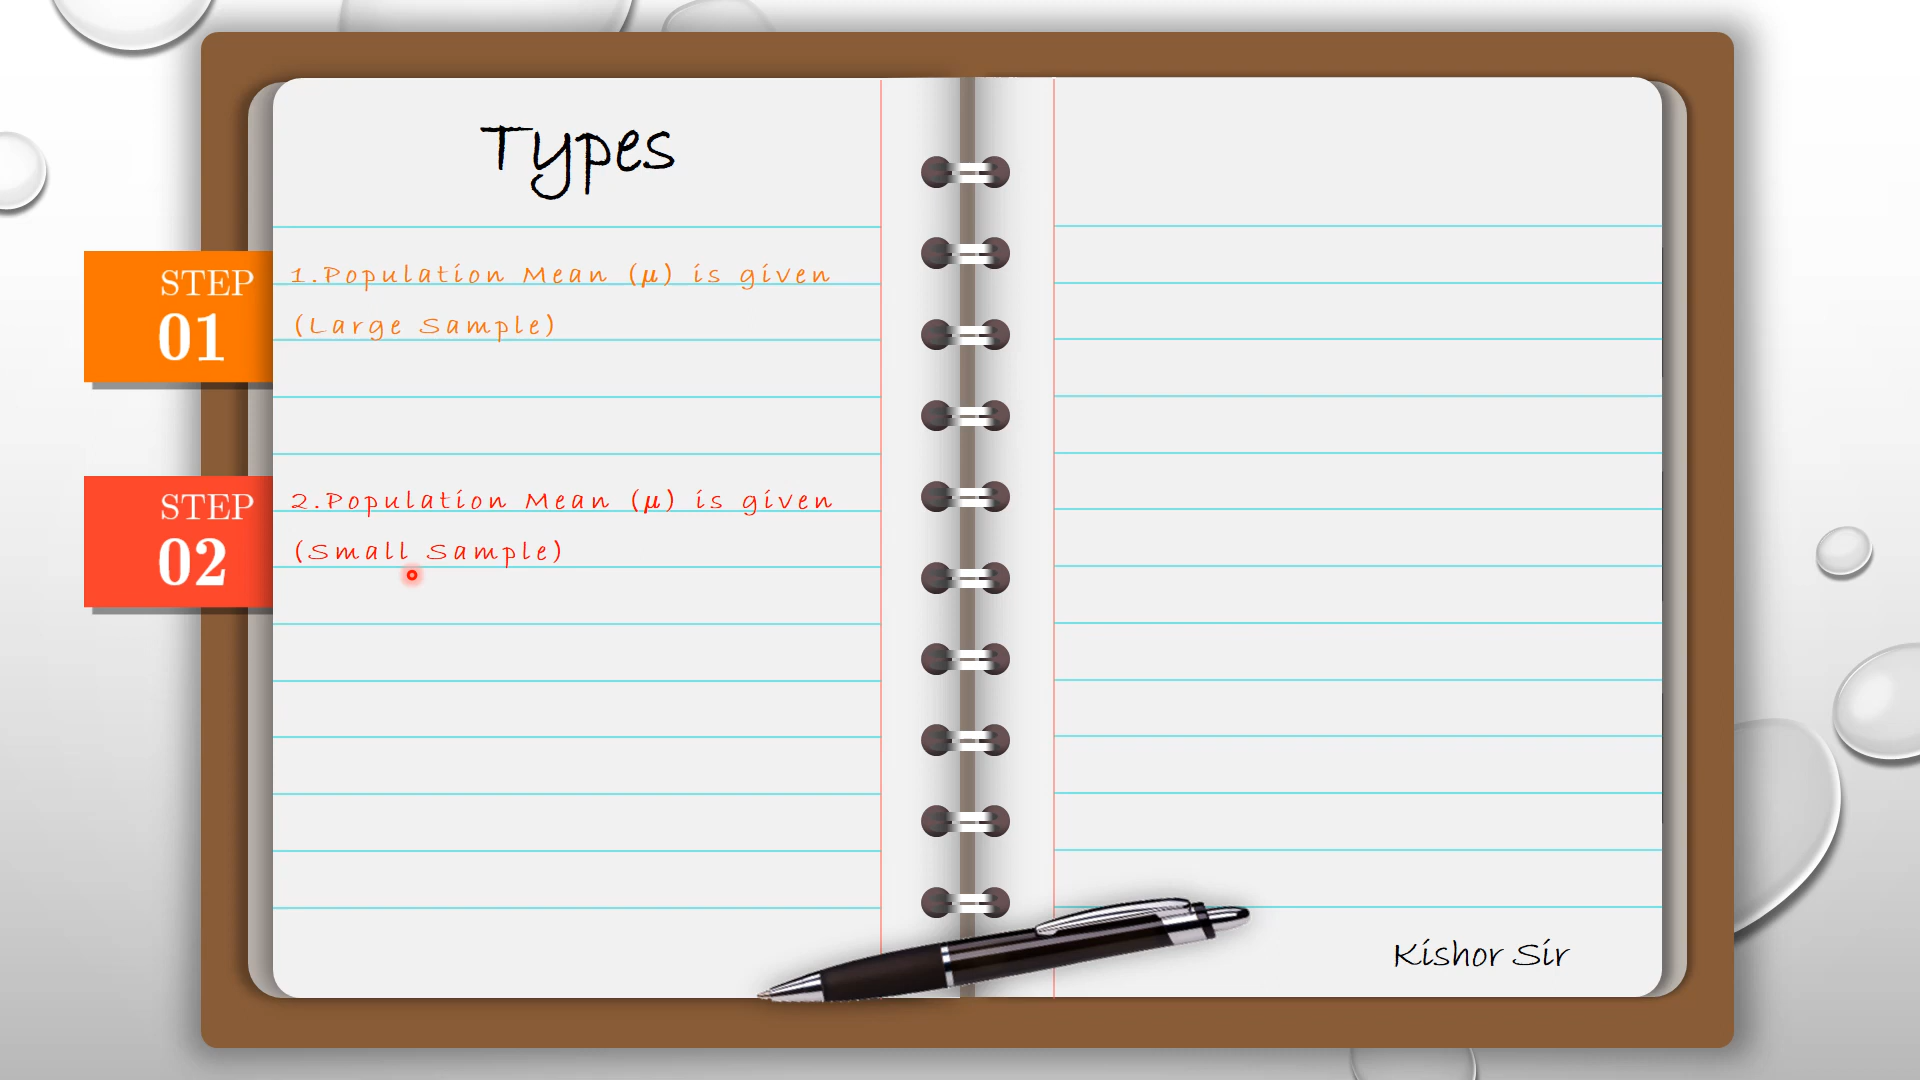 Types
STEP
01
1.Population Mean (μ) is given
(Large Sample)
STEP
02
2.Population Mean (μ) is given
(Small Sample)
Kishor Sir